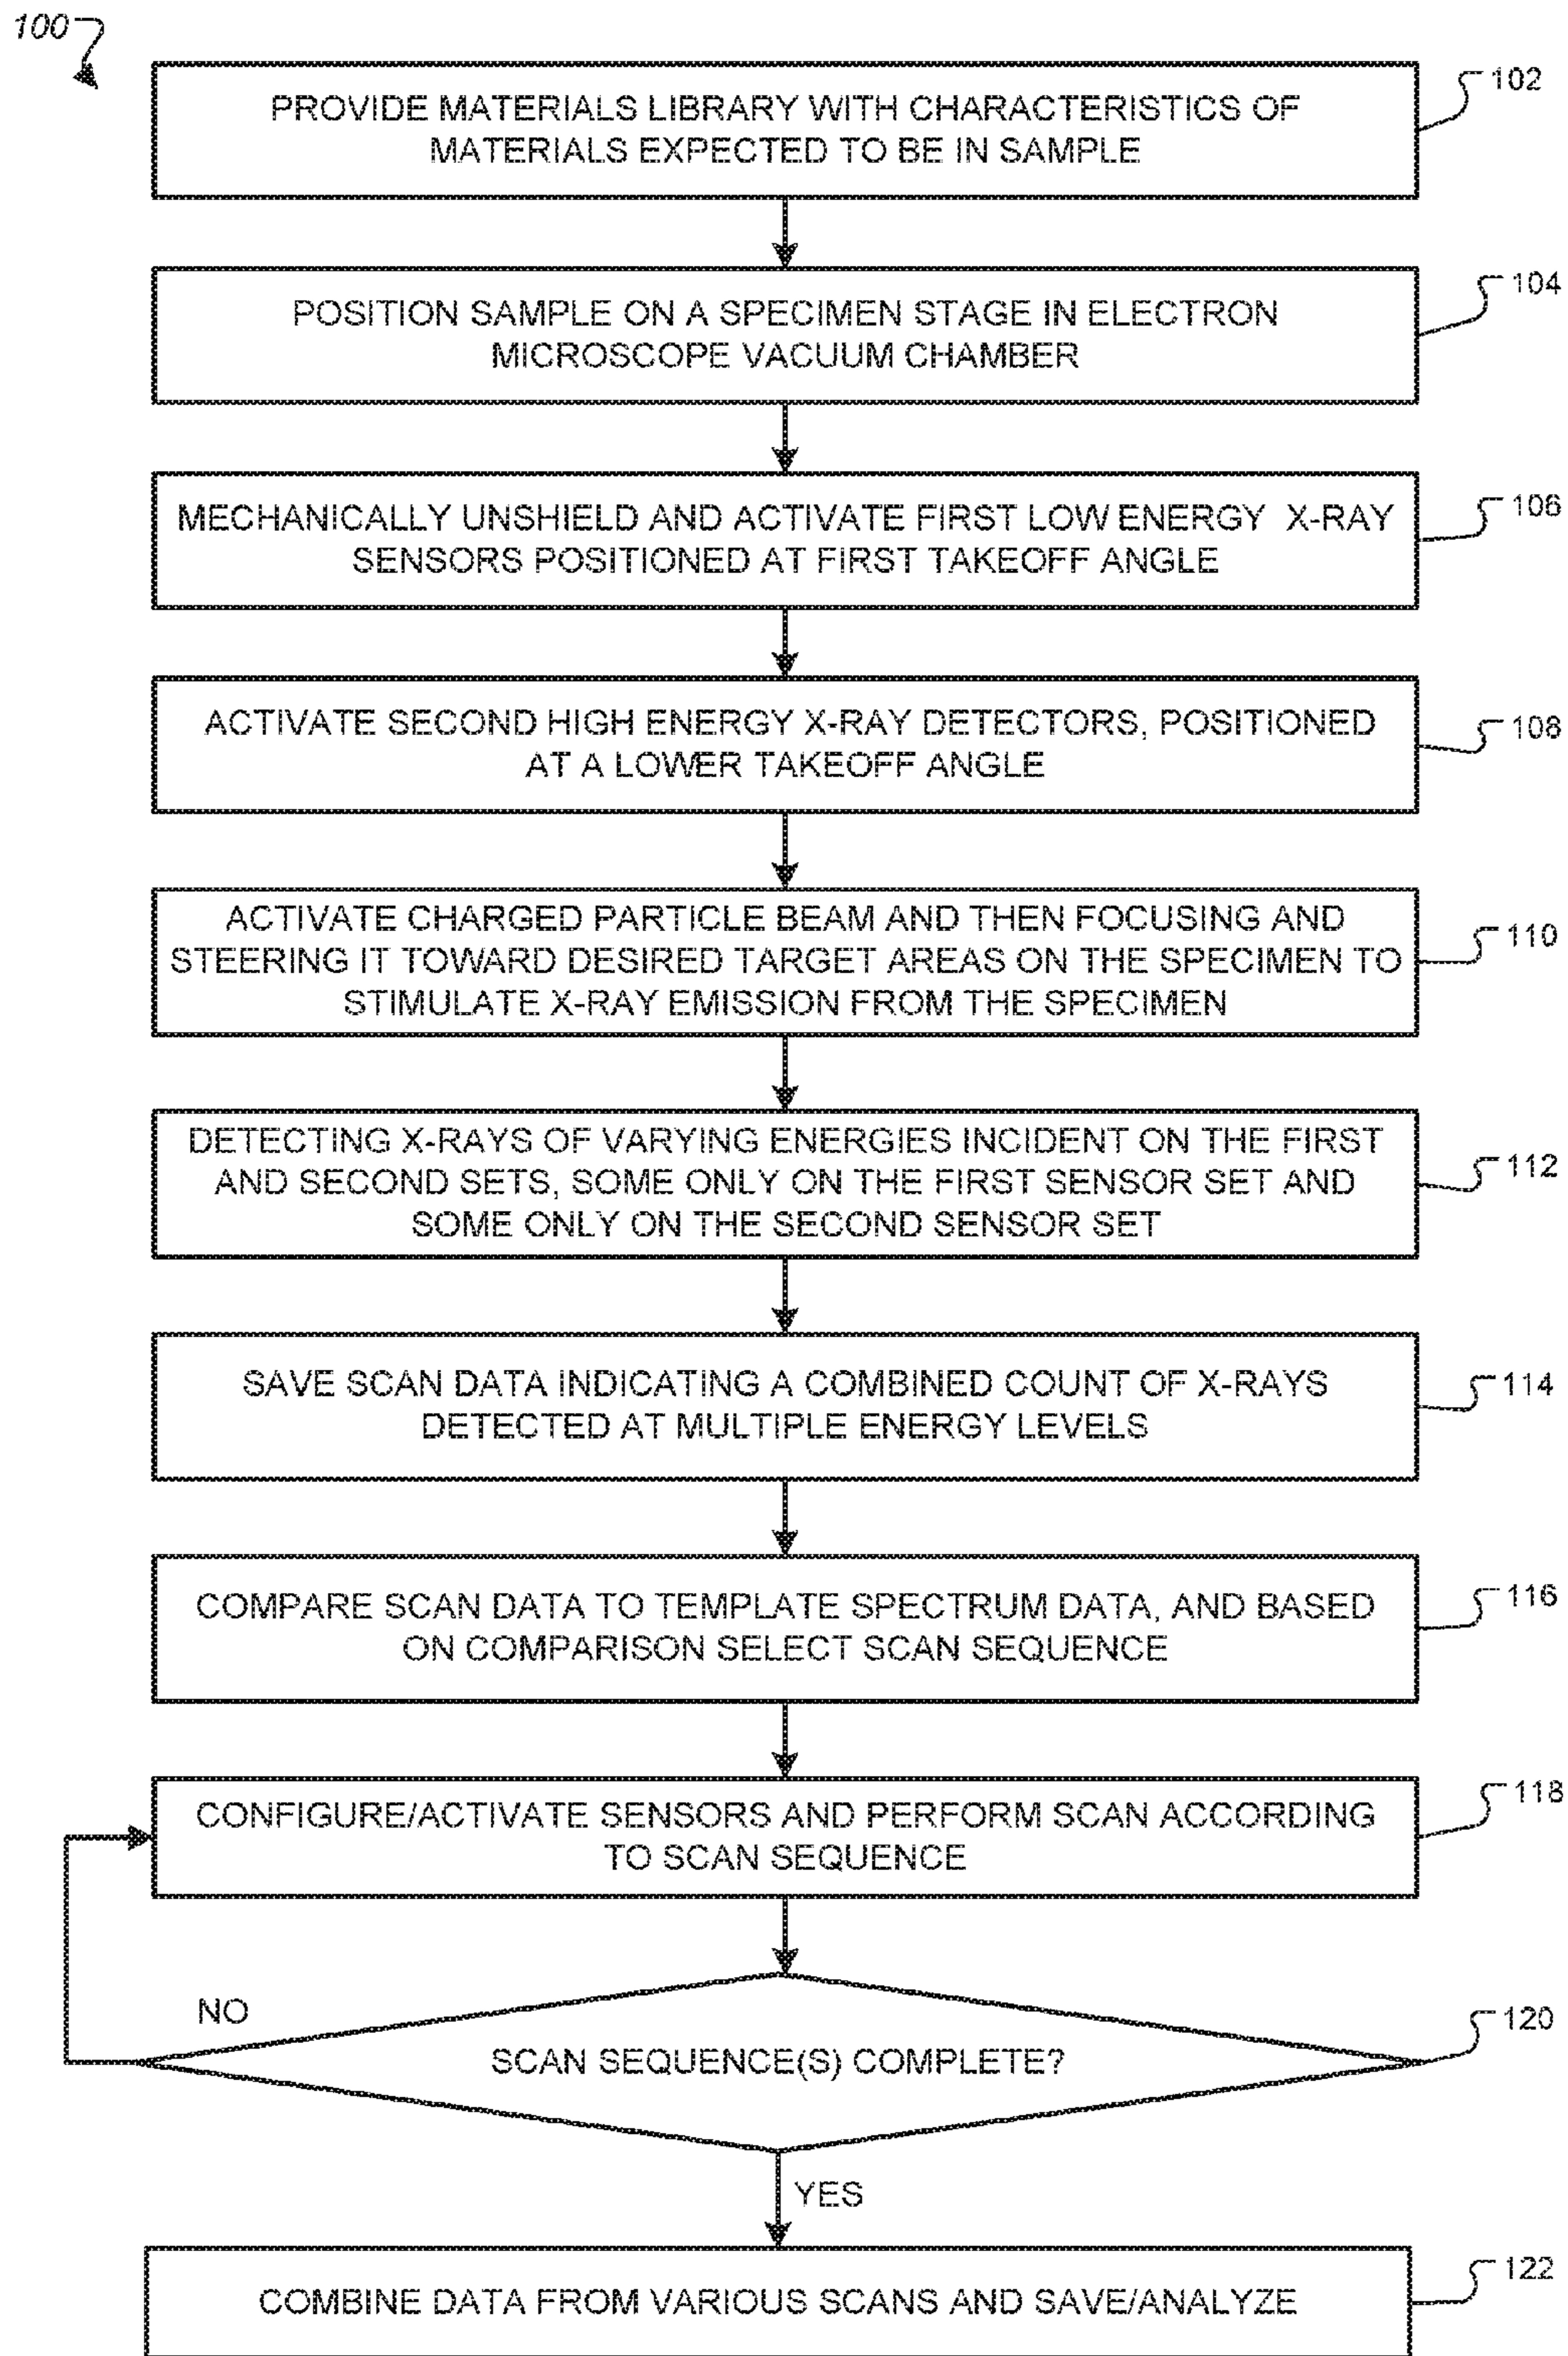 100
PROVIDE MATERIALS LIBRARY WITH CHARACTERISTICS OF
MATERIALS EXPECTED TO BE IN SAMPLE
102
POSITION SAMPLE ON A SPECIMEN STAGE IN ELECTRON
MICROSCOPE VACUUM CHAMBER
104
MECHANICALLY UNSHIELD AND ACTIVATE FIRST LOW ENERGY X-RAY
SENSORS POSITIONED AT FIRST TAKEOFF ANGLE
106
ACTIVATE SECOND HIGH ENERGY X-RAY DETECTORS, POSITIONED
AT A LOWER TAKEOFF ANGLE
108
ACTIVATE CHARGED PARTICLE BEAM AND THEN FOCUSING AND
STEERING IT TOWARD DESIRED TARGET AREAS ON THE SPECIMEN TO
STIMULATE X-RAY EMISSION FROM THE SPECIMEN
110
DETECTING X-RAYS OF VARYING ENERGIES INCIDENT ON THE FIRST
AND SECOND SETS, SOME ONLY ON THE FIRST SENSOR SET AND
SOME ONLY ON THE SECOND SENSOR SET
112
SAVE SCAN DATA INDICATING A COMBINED COUNT OF X-RAYS
DETECTED AT MULTIPLE ENERGY LEVELS
114
COMPARE SCAN DATA TO TEMPLATE SPECTRUM DATA, AND BASED
ON COMPARISON SELECT SCAN SEQUENCE
116
CONFIGURE/ACTIVATE SENSORS AND PERFORM SCAN ACCORDING
TO SCAN SEQUENCE
118
NO
SCAN SEQUENCE(S) COMPLETE?
120
YES
COMBINE DATA FROM VARIOUS SCANS AND SAVE/ANALYZE
122